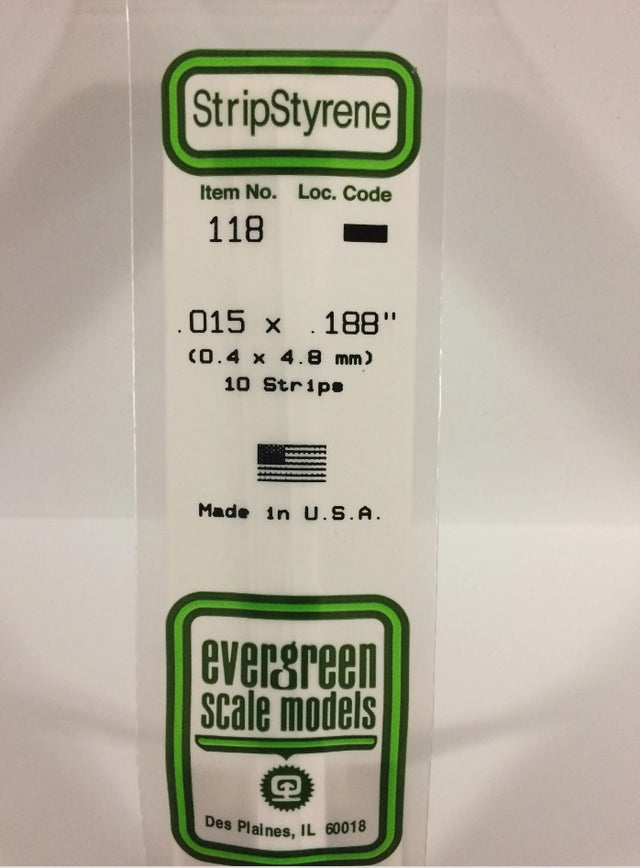 StripStyrene
Item No. Loc. Code
118
.015 x .188"
(0.4 x 4.8 mm)
10 Strips
Made in U.S.A.
evergreen
scale models
Des Plaines, IL 60018